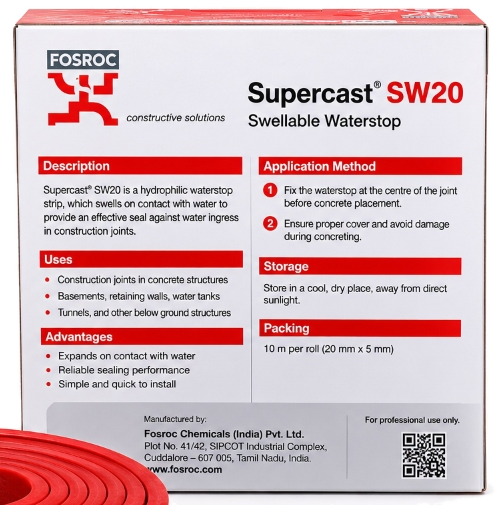 FOSROC
constructive solutions
Supercast® SW20
Swellable Waterstop
Description
Supercast® SW20 is a hydrophilic waterstop
strip, which swells on contact with water to
provide an effective seal against water ingress
in construction joints.
Uses
• Construction joints in concrete structures
• Basements, retaining walls, water tanks
• Tunnels, and other below ground structures
Advantages
• Expands on contact with water
• Reliable sealing performance
• Simple and quick to install
Application Method
1 Fix the waterstop at the centre of the joint
before concrete placement.
2 Ensure proper cover and avoid damage
during concreting.
Storage
Store in a cool, dry place, away from direct
sunlight.
Packing
10 m per roll (20 mm x 5 mm)
Manufactured by:
Fosroc Chemicals (India) Pvt. Ltd.
Plot No. 41/42, SIPCOT Industrial Complex,
Cuddalore – 607 005, Tamil Nadu, India.
www.fosroc.com
For professional use only.